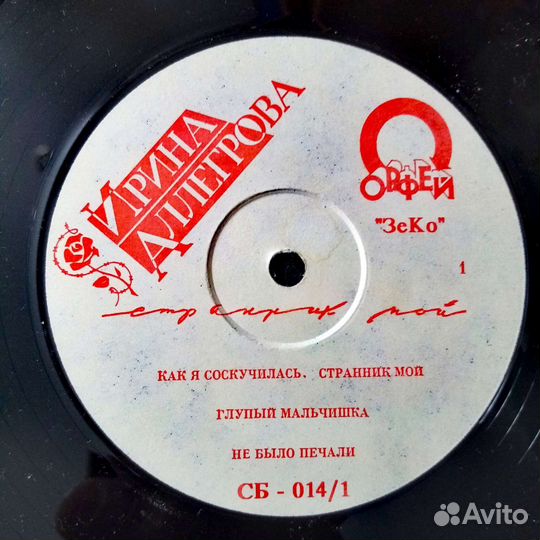 ИРИНА
АЛЛЕГРОВА
ОРФЕЙ
"ЗеКо"
1
странник мой
КАК Я СОСКУЧИЛАСЬ. СТРАННИК МОЙ
ГЛУПЫЙ МАЛЬЧИШКА
НЕ БЫЛО ПЕЧАЛИ
СБ - 014/1
Avito